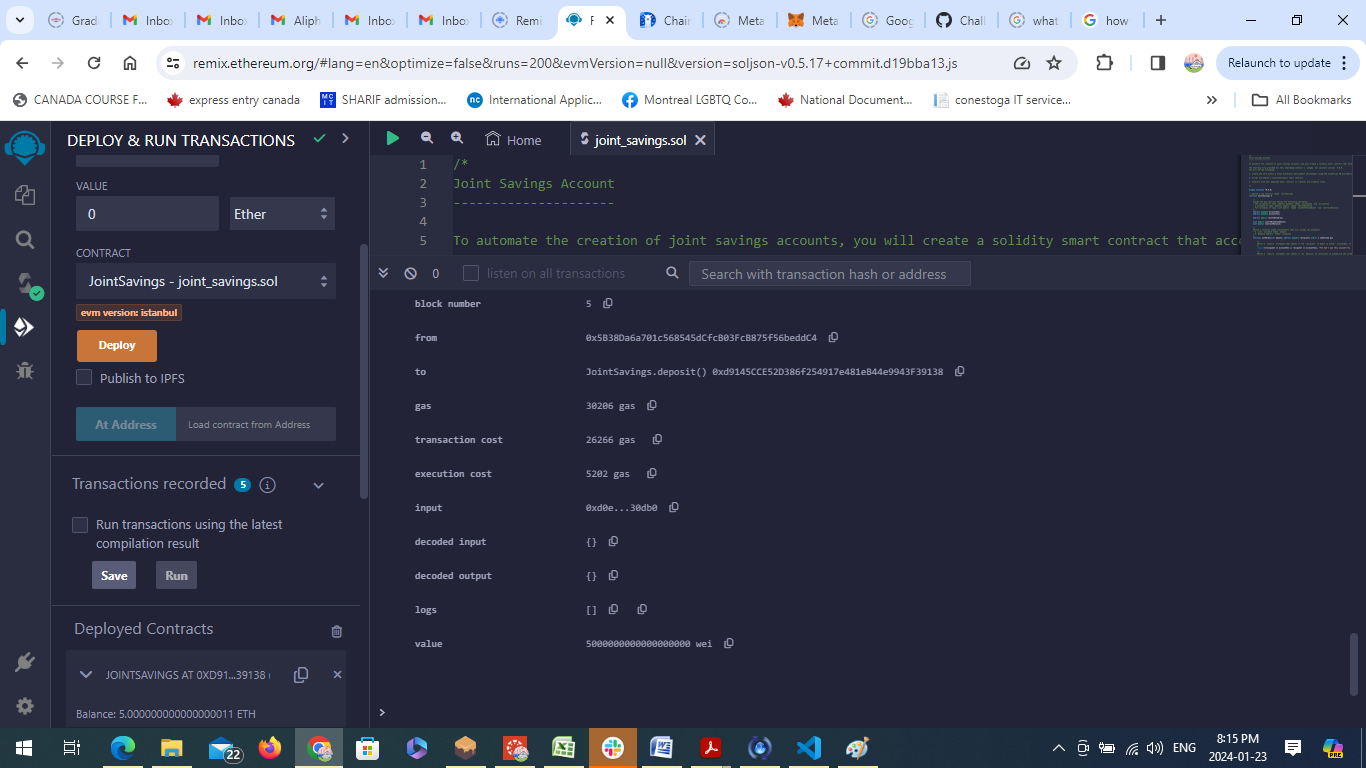 Gradi
Inbox
Inbox
Aliph
Inbox
Inbox
Remi
F
Chair
Meta
Meta
Goog
Chall
what
how
remix.ethereum.org/#lang=en&optimize=false&runs=200&evmVersion=null&version=soljson-v0.5.17+commit.d19bba13.js
Relaunch to update
CANADA COURSE F...
express entry canada
SHARIF admission...
International Applic...
Montreal LGBTQ Co...
National Document...
conestoga IT service...
All Bookmarks
DEPLOY & RUN TRANSACTIONS
VALUE
0
Ether
CONTRACT
JointSavings - joint_savings.sol
evm version: istanbul
Deploy
Publish to IPFS
At Address
Load contract from Address
Transactions recorded 5
Run transactions using the latest
compilation result
Save
Run
Deployed Contracts
JOINTSAVINGS AT 0XD91...39138 (
Balance: 5.000000000000000011 ETH
Home
joint_savings.sol
1 /*
2 Joint Savings Account
3 ---------------------
4
5 To automate the creation of joint savings accounts, you will create a solidity smart contract that acc
0
listen on all transactions
Search with transaction hash or address
block number 5
from 0x5B38Da6a701c568545dCfcB03FcB875f56beddC4
to JointSavings.deposit() 0xd9145CCE52D386f254917e481eB44e9943F39138
gas 30206 gas
transaction cost 26266 gas
execution cost 5202 gas
input 0xd0e...30db0
decoded input {}
decoded output {}
logs []
value 5000000000000000000 wei
>
22
ENG
8:15 PM
2024-01-23
PRE